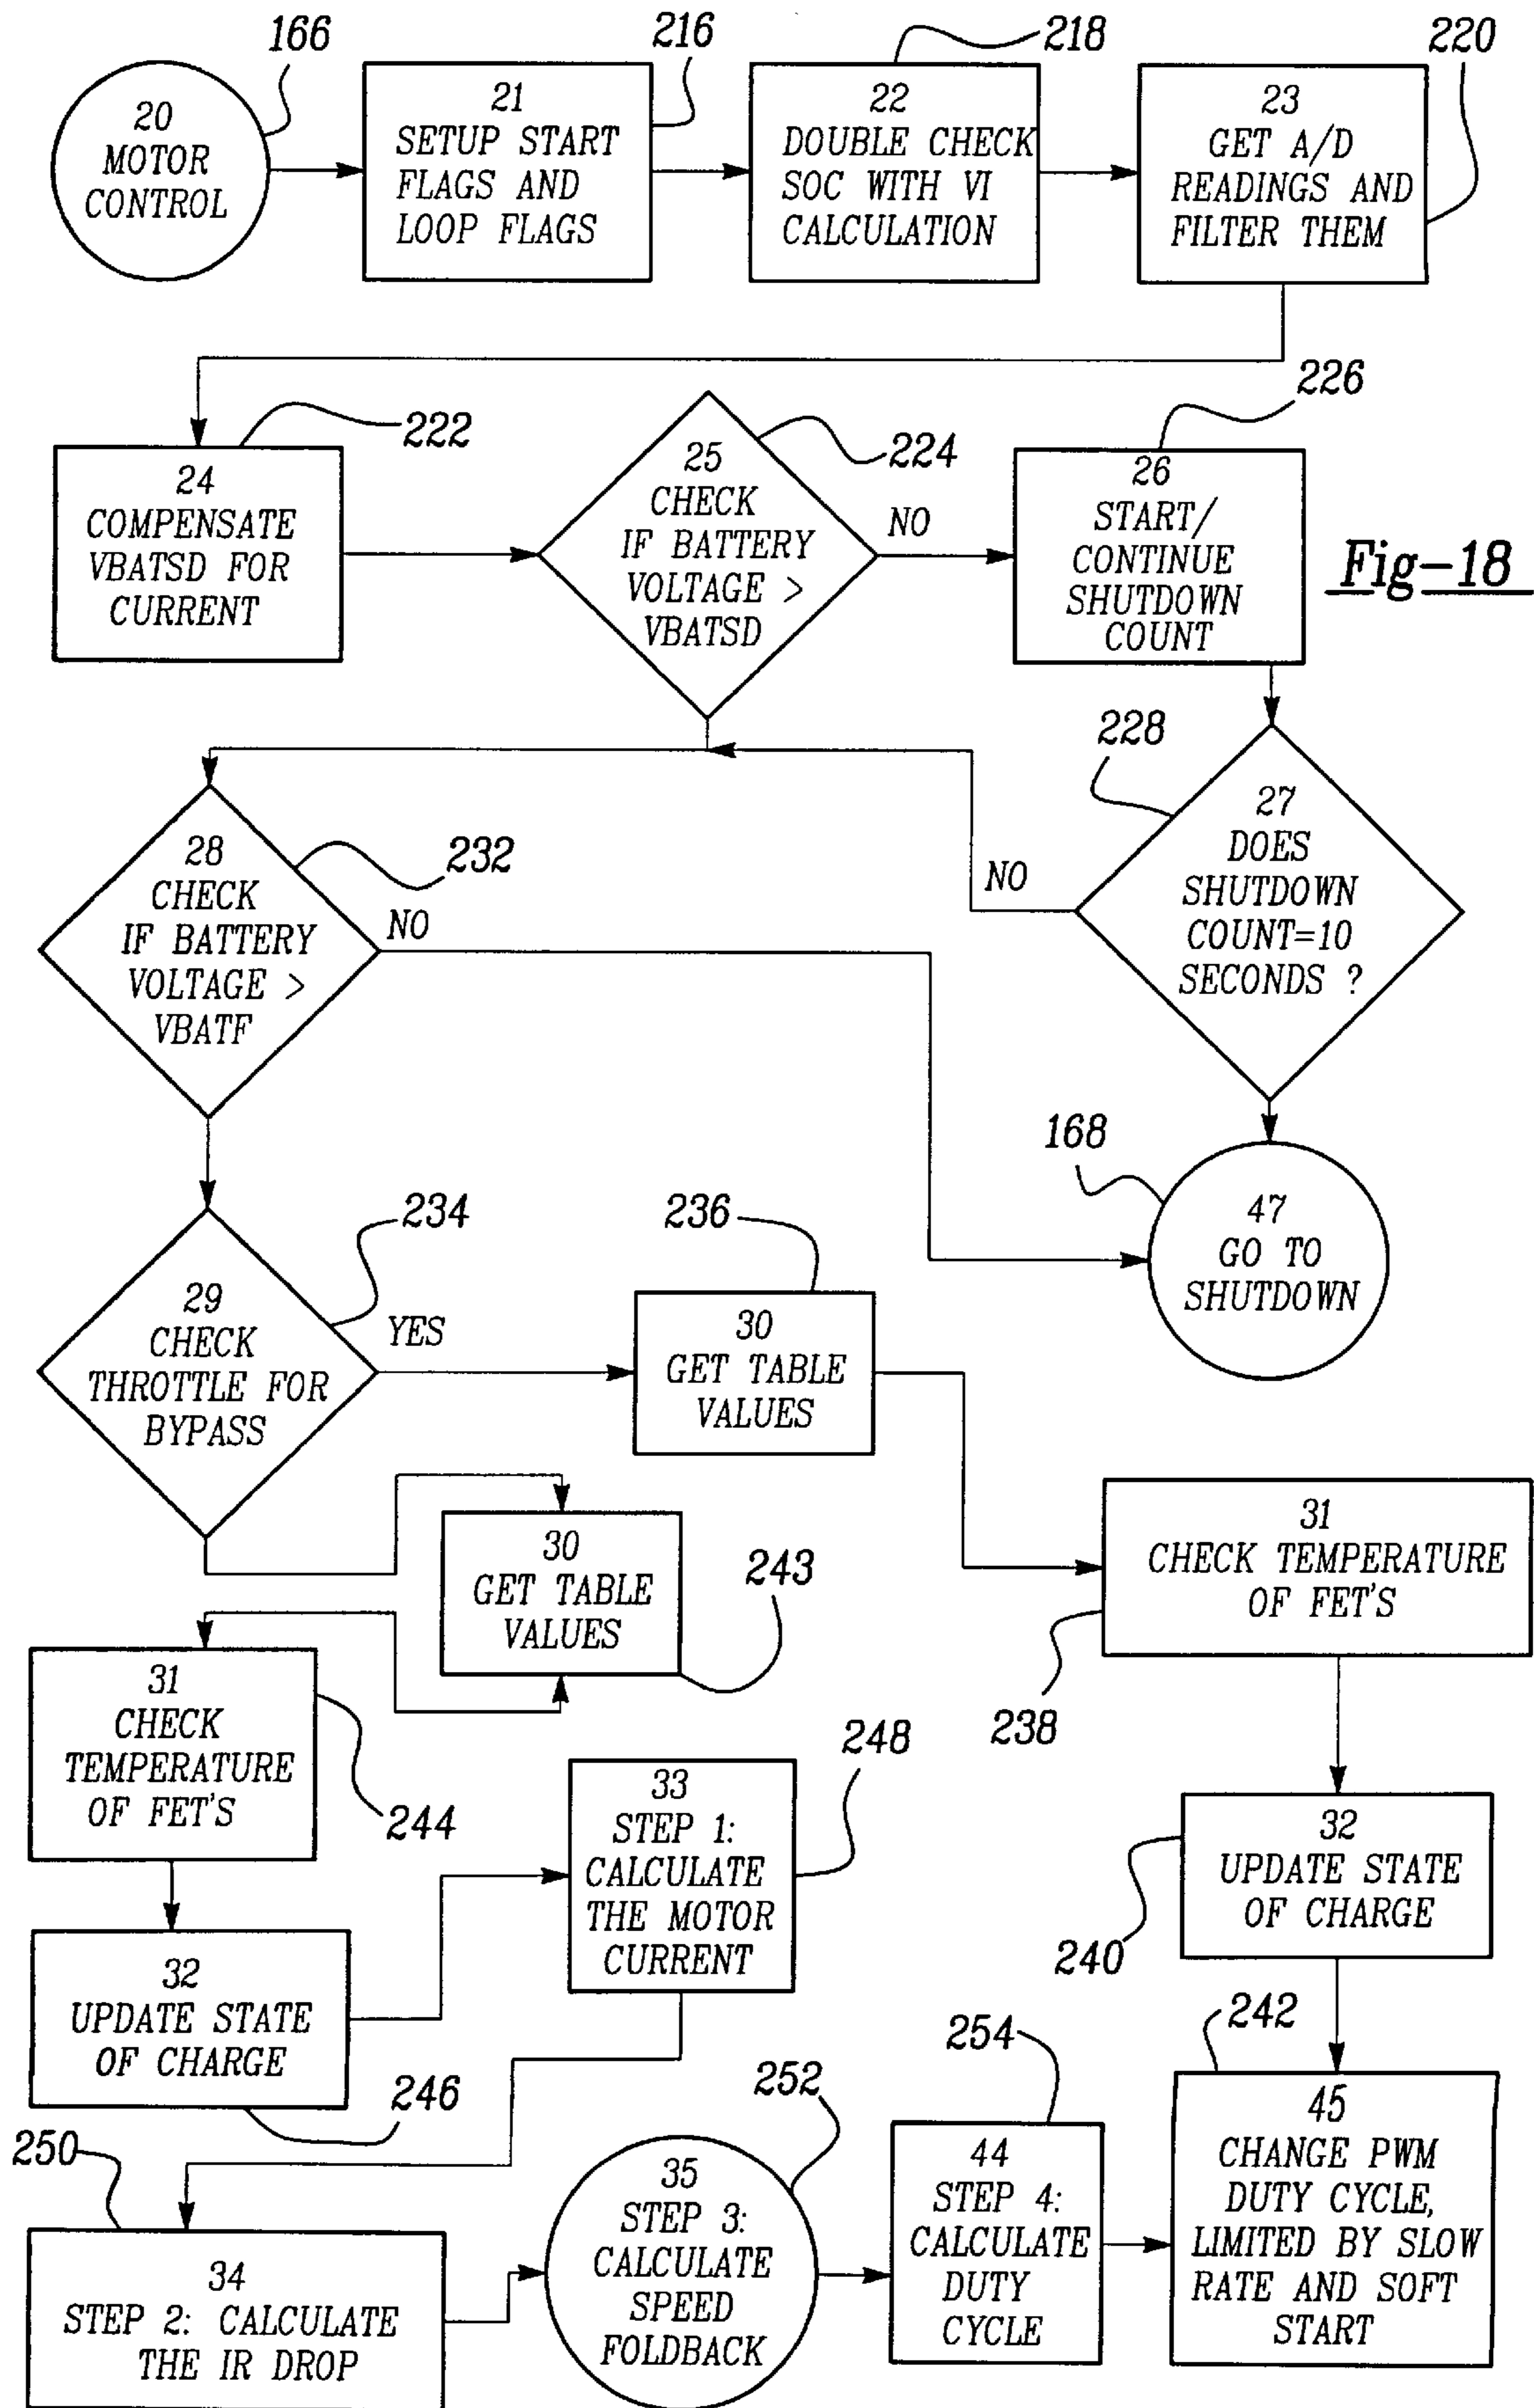 166
216
218
220
20
MOTOR
CONTROL
21
SETUP START
FLAGS AND
LOOP FLAGS
22
DOUBLE CHECK
SOC WITH VI
CALCULATION
23
GET A/D
READINGS AND
FILTER THEM
222
224
226
24
COMPENSATE
VBATSD FOR
CURRENT
25
CHECK
IF BATTERY
VOLTAGE >
VBATSD
NO
26
START/
CONTINUE
SHUTDOWN
COUNT
Fig-18
228
232
28
CHECK
IF BATTERY
VOLTAGE >
VBATF
NO
NO
27
DOES
SHUTDOWN
COUNT=10
SECONDS ?
168
47
GO TO
SHUTDOWN
234
236
29
CHECK
THROTTLE FOR
BYPASS
YES
30
GET TABLE
VALUES
30
GET TABLE
VALUES
243
31
CHECK TEMPERATURE
OF FET'S
238
31
CHECK
TEMPERATURE
OF FET'S
244
248
33
STEP 1:
CALCULATE
THE MOTOR
CURRENT
32
UPDATE STATE
OF CHARGE
240
32
UPDATE STATE
OF CHARGE
246
242
254
252
250
34
STEP 2: CALCULATE
THE IR DROP
35
STEP 3:
CALCULATE
SPEED
FOLDBACK
44
STEP 4:
CALCULATE
DUTY
CYCLE
45
CHANGE PWM
DUTY CYCLE,
LIMITED BY SLOW
RATE AND SOFT
START